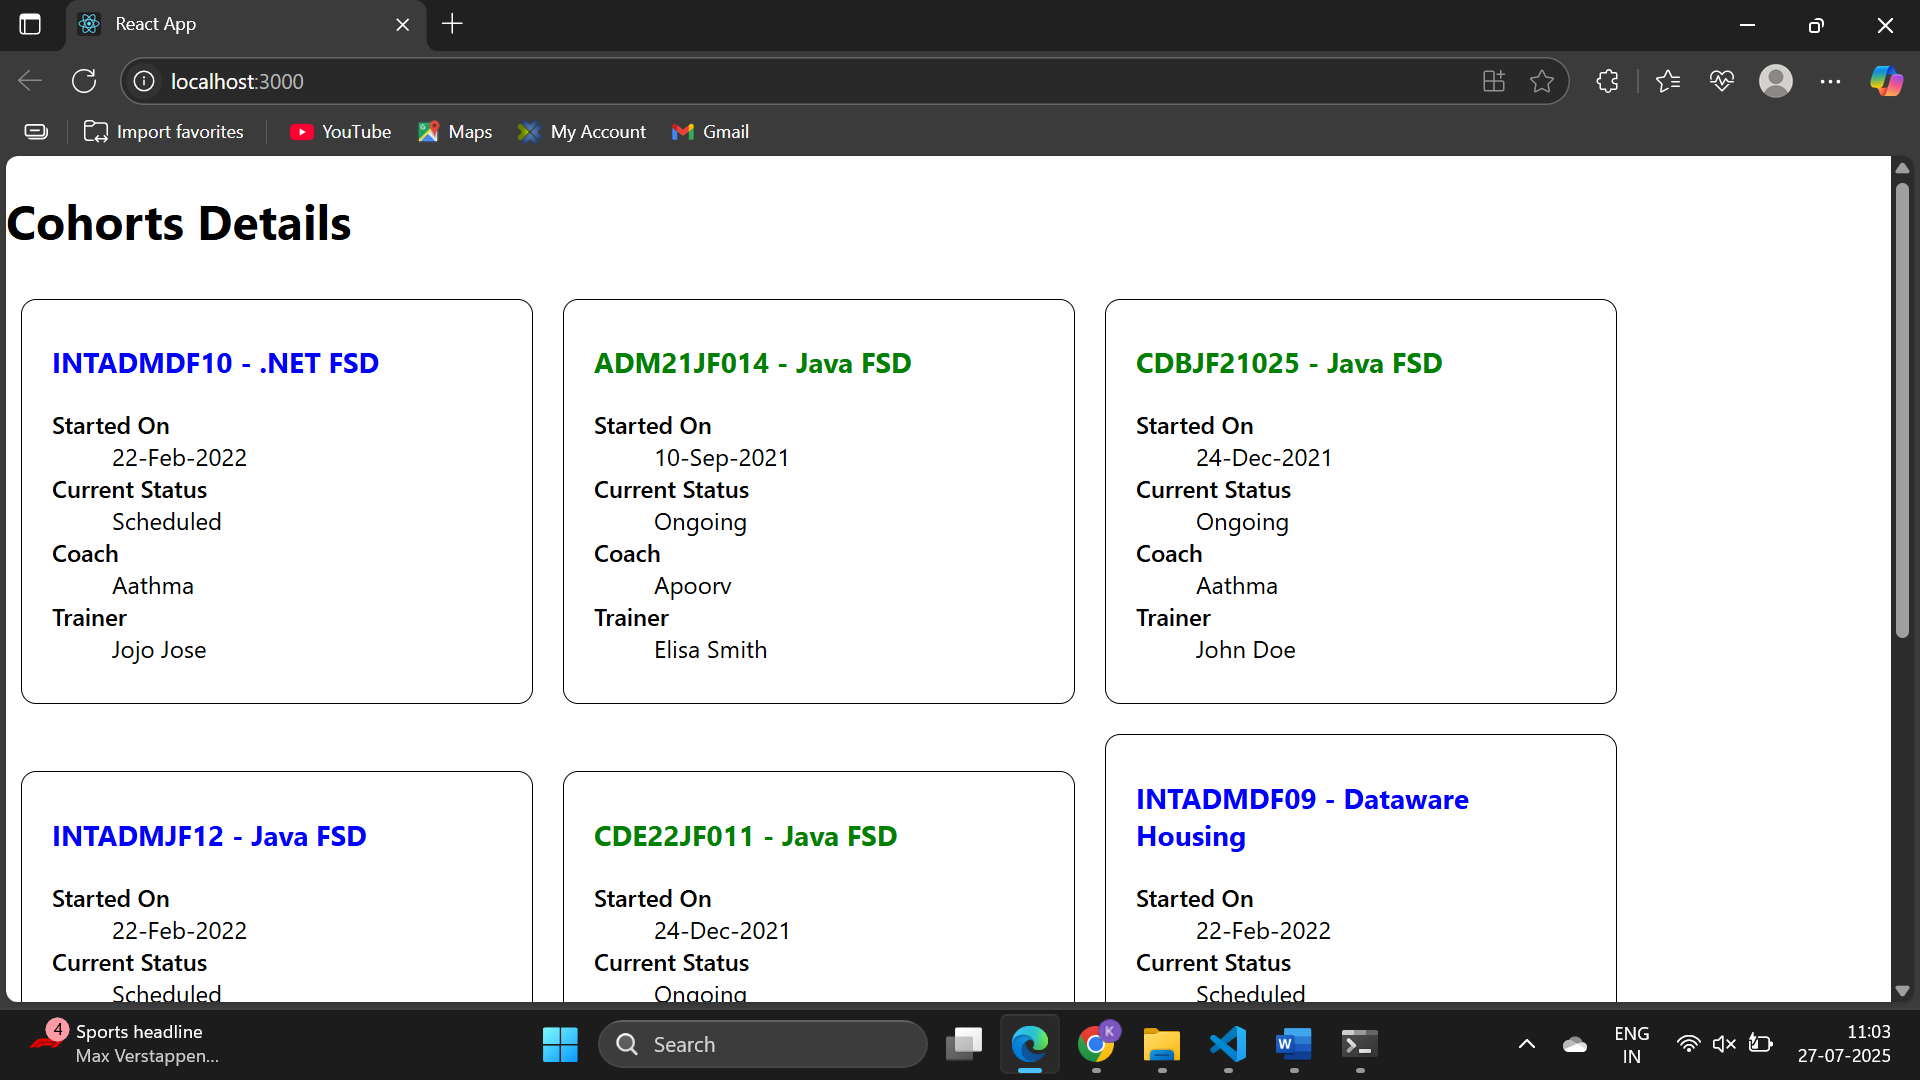 React App
localhost:3000
Import favorites
YouTube
Maps
My Account
Gmail
Cohorts Details
INTADMDF10 - .NET FSD
Started On
22-Feb-2022
Current Status
Scheduled
Coach
Aathma
Trainer
Jojo Jose
ADM21JF014 - Java FSD
Started On
10-Sep-2021
Current Status
Ongoing
Coach
Apoorv
Trainer
Elisa Smith
CDBJF21025 - Java FSD
Started On
24-Dec-2021
Current Status
Ongoing
Coach
Aathma
Trainer
John Doe
INTADMJF12 - Java FSD
Started On
22-Feb-2022
Current Status
Scheduled
CDE22JF011 - Java FSD
Started On
24-Dec-2021
Current Status
Ongoing
INTADMDF09 - Dataware
Housing
Started On
22-Feb-2022
Current Status
Scheduled
4
Sports headline
Max Verstappen...
Search
K
W
ENG
IN
11:03
27-07-2025